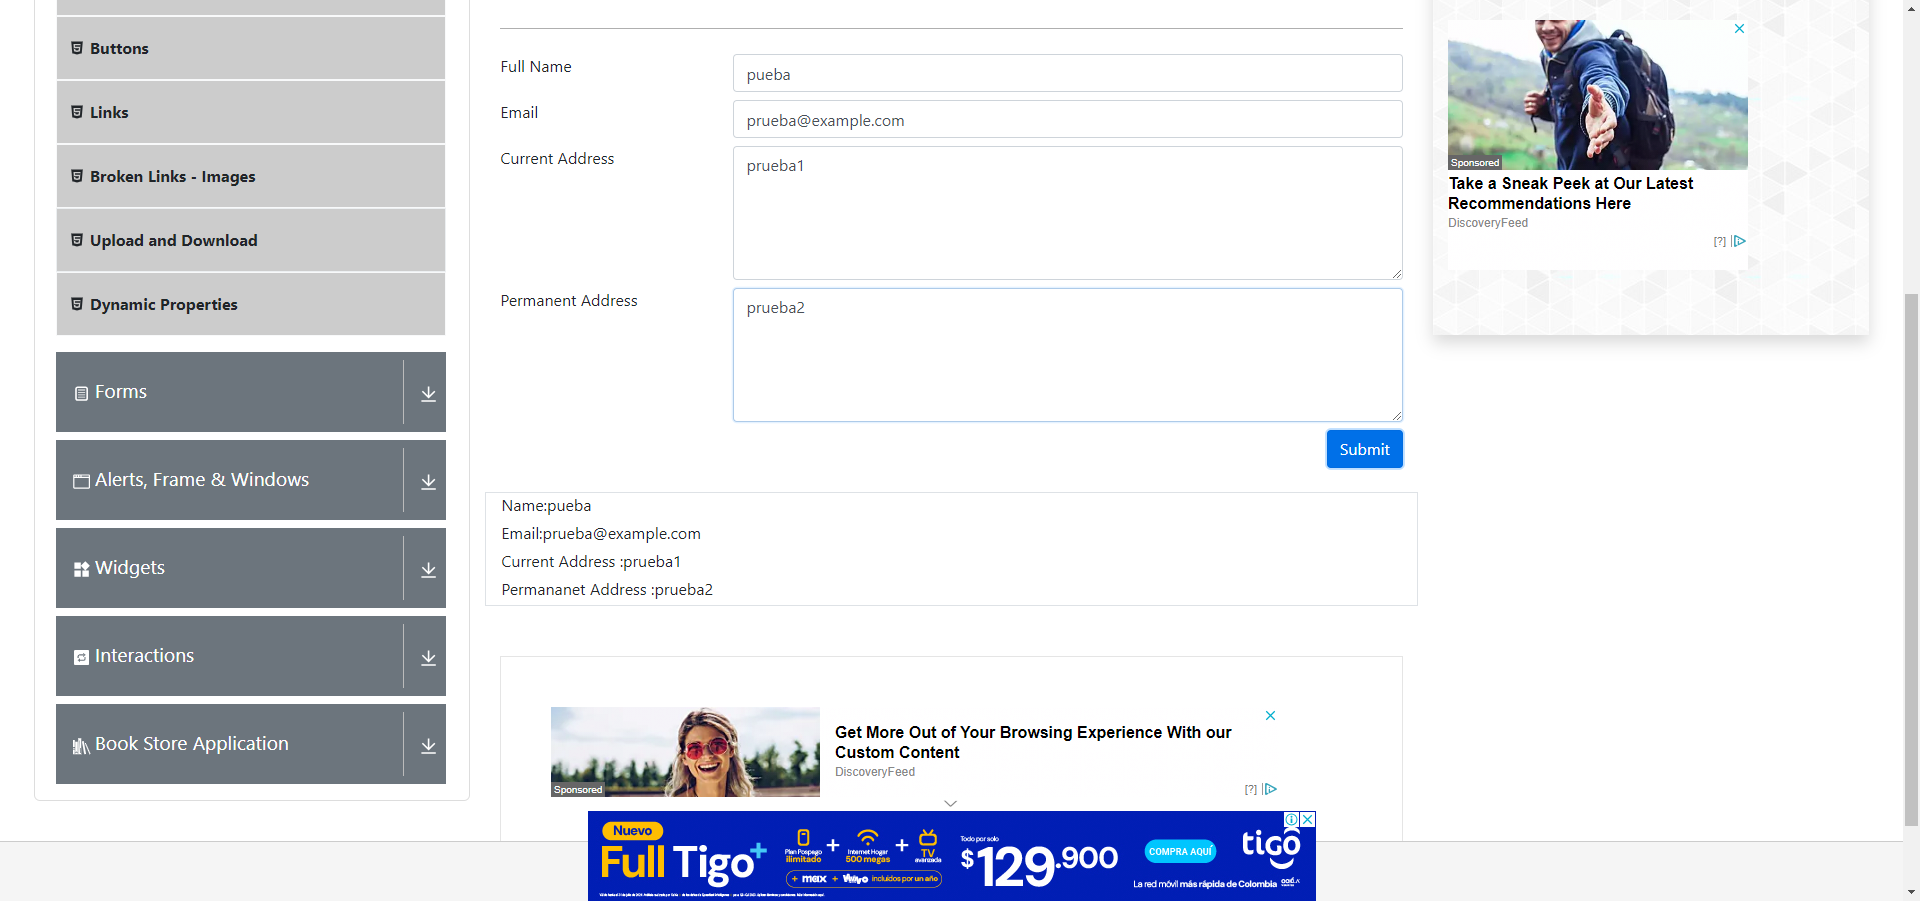 Buttons
Links
Broken Links - Images
Upload and Download
Dynamic Properties
Forms
Alerts, Frame & Windows
Widgets
Interactions
Book Store Application
Full Name
pueba
Email
prueba@example.com
Current Address
prueba1
Permanent Address
prueba2
Submit
Name:pueba
Email:prueba@example.com
Current Address :prueba1
Permananet Address :prueba2
Sponsored
Take a Sneak Peek at Our Latest
Recommendations Here
DiscoveryFeed
[?]
Sponsored
Get More Out of Your Browsing Experience With our
Custom Content
DiscoveryFeed
[?]
Nuevo
Full Tigo+
Plan Pospago
ilimitado
+
Internet Hogar
500 megas
+
TV
avanzada
+ max + ViX incluidos por un año
Todo por solo
$129.900
COMPRA AQUÍ
tigo
La red móvil más rápida de Colombia